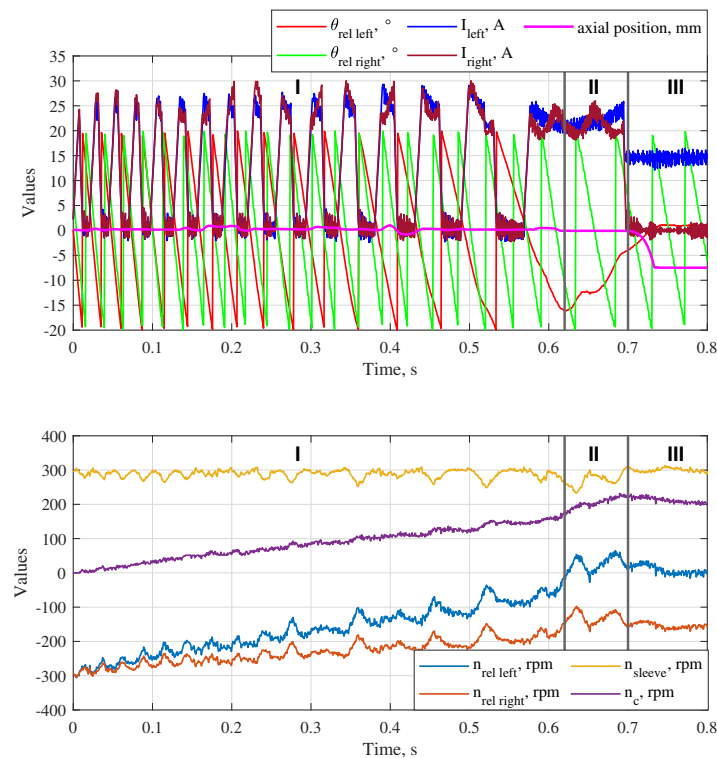 θrel left, ° Ileft, A axial position, mm
θrel right, ° Iright, A
35
30
25
20
15
10
5
0
-5
-10
-15
-20
Values
I II III
0 0.1 0.2 0.3 0.4 0.5 0.6 0.7 0.8
Time, s
400
300
200
100
0
-100
-200
-300
-400
Values
I II III
nrel left, rpm nsleeve, rpm
nrel right, rpm nc, rpm
0 0.1 0.2 0.3 0.4 0.5 0.6 0.7 0.8
Time, s